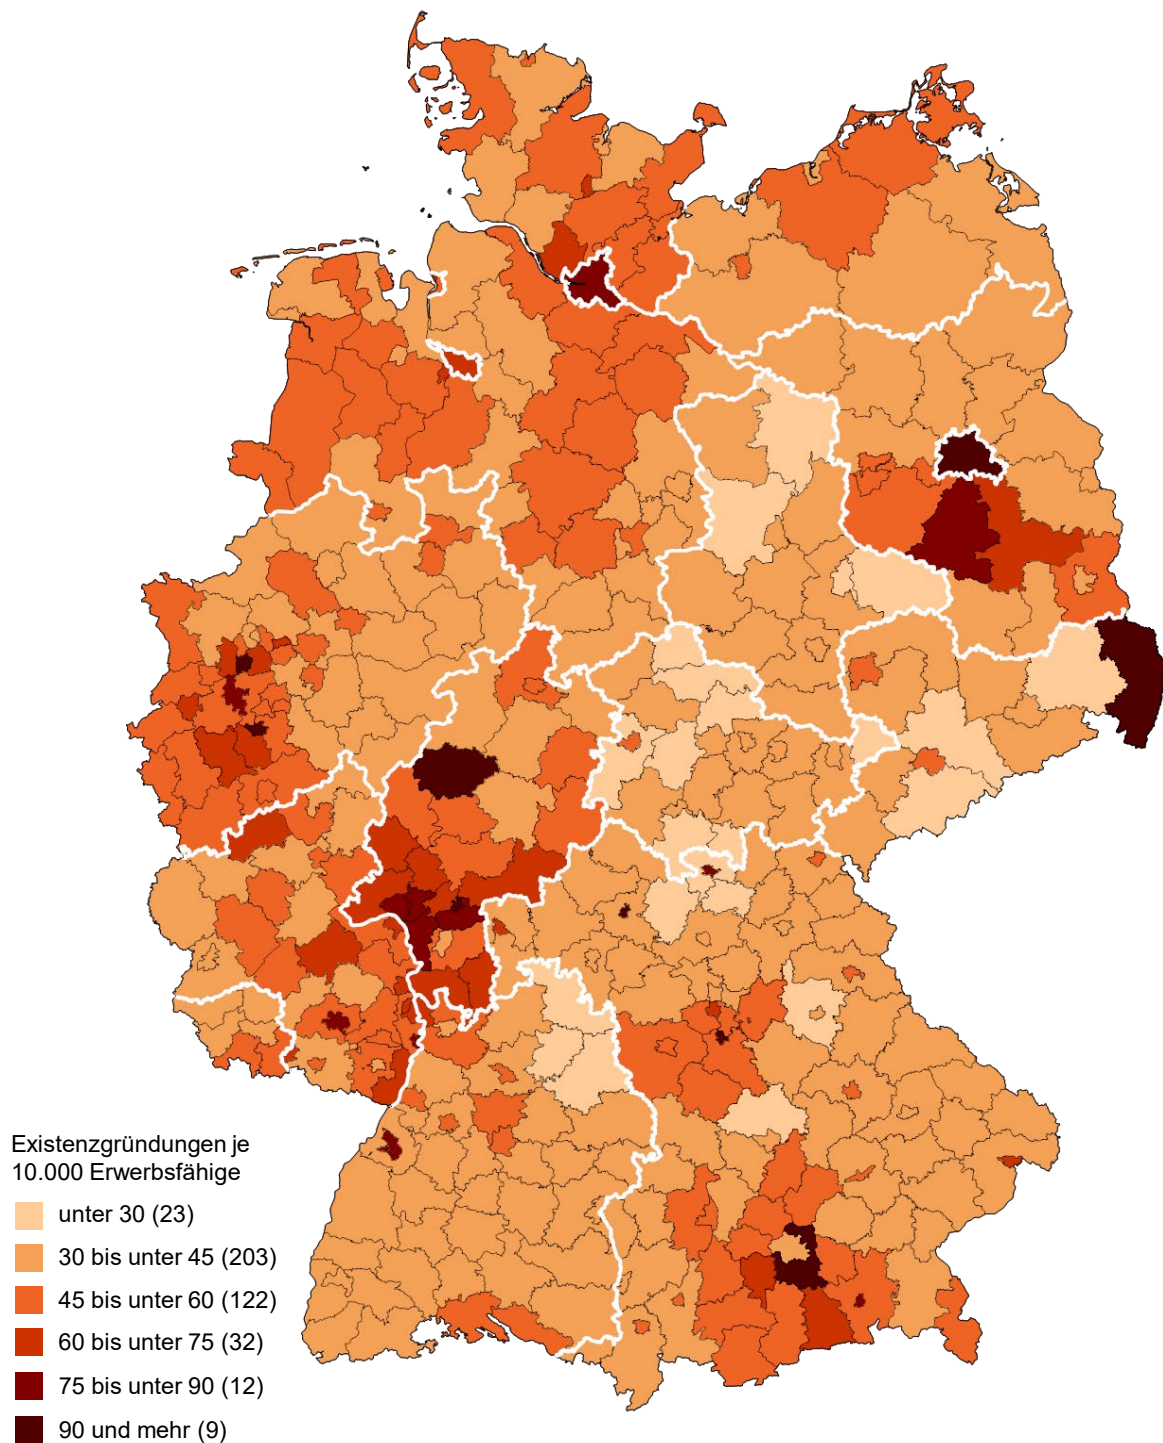 Existenzgründungen je
10.000 Erwerbsfähige
unter 30 (23)
30 bis unter 45 (203)
45 bis unter 60 (122)
60 bis unter 75 (32)
75 bis unter 90 (12)
90 und mehr (9)